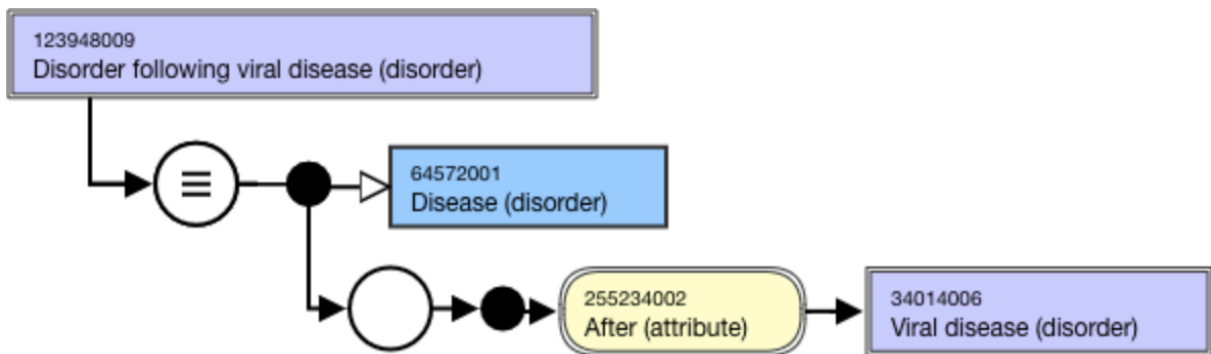 123948009
Disorder following viral disease (disorder)
64572001
Disease (disorder)
255234002
After (attribute)
34014006
Viral disease (disorder)